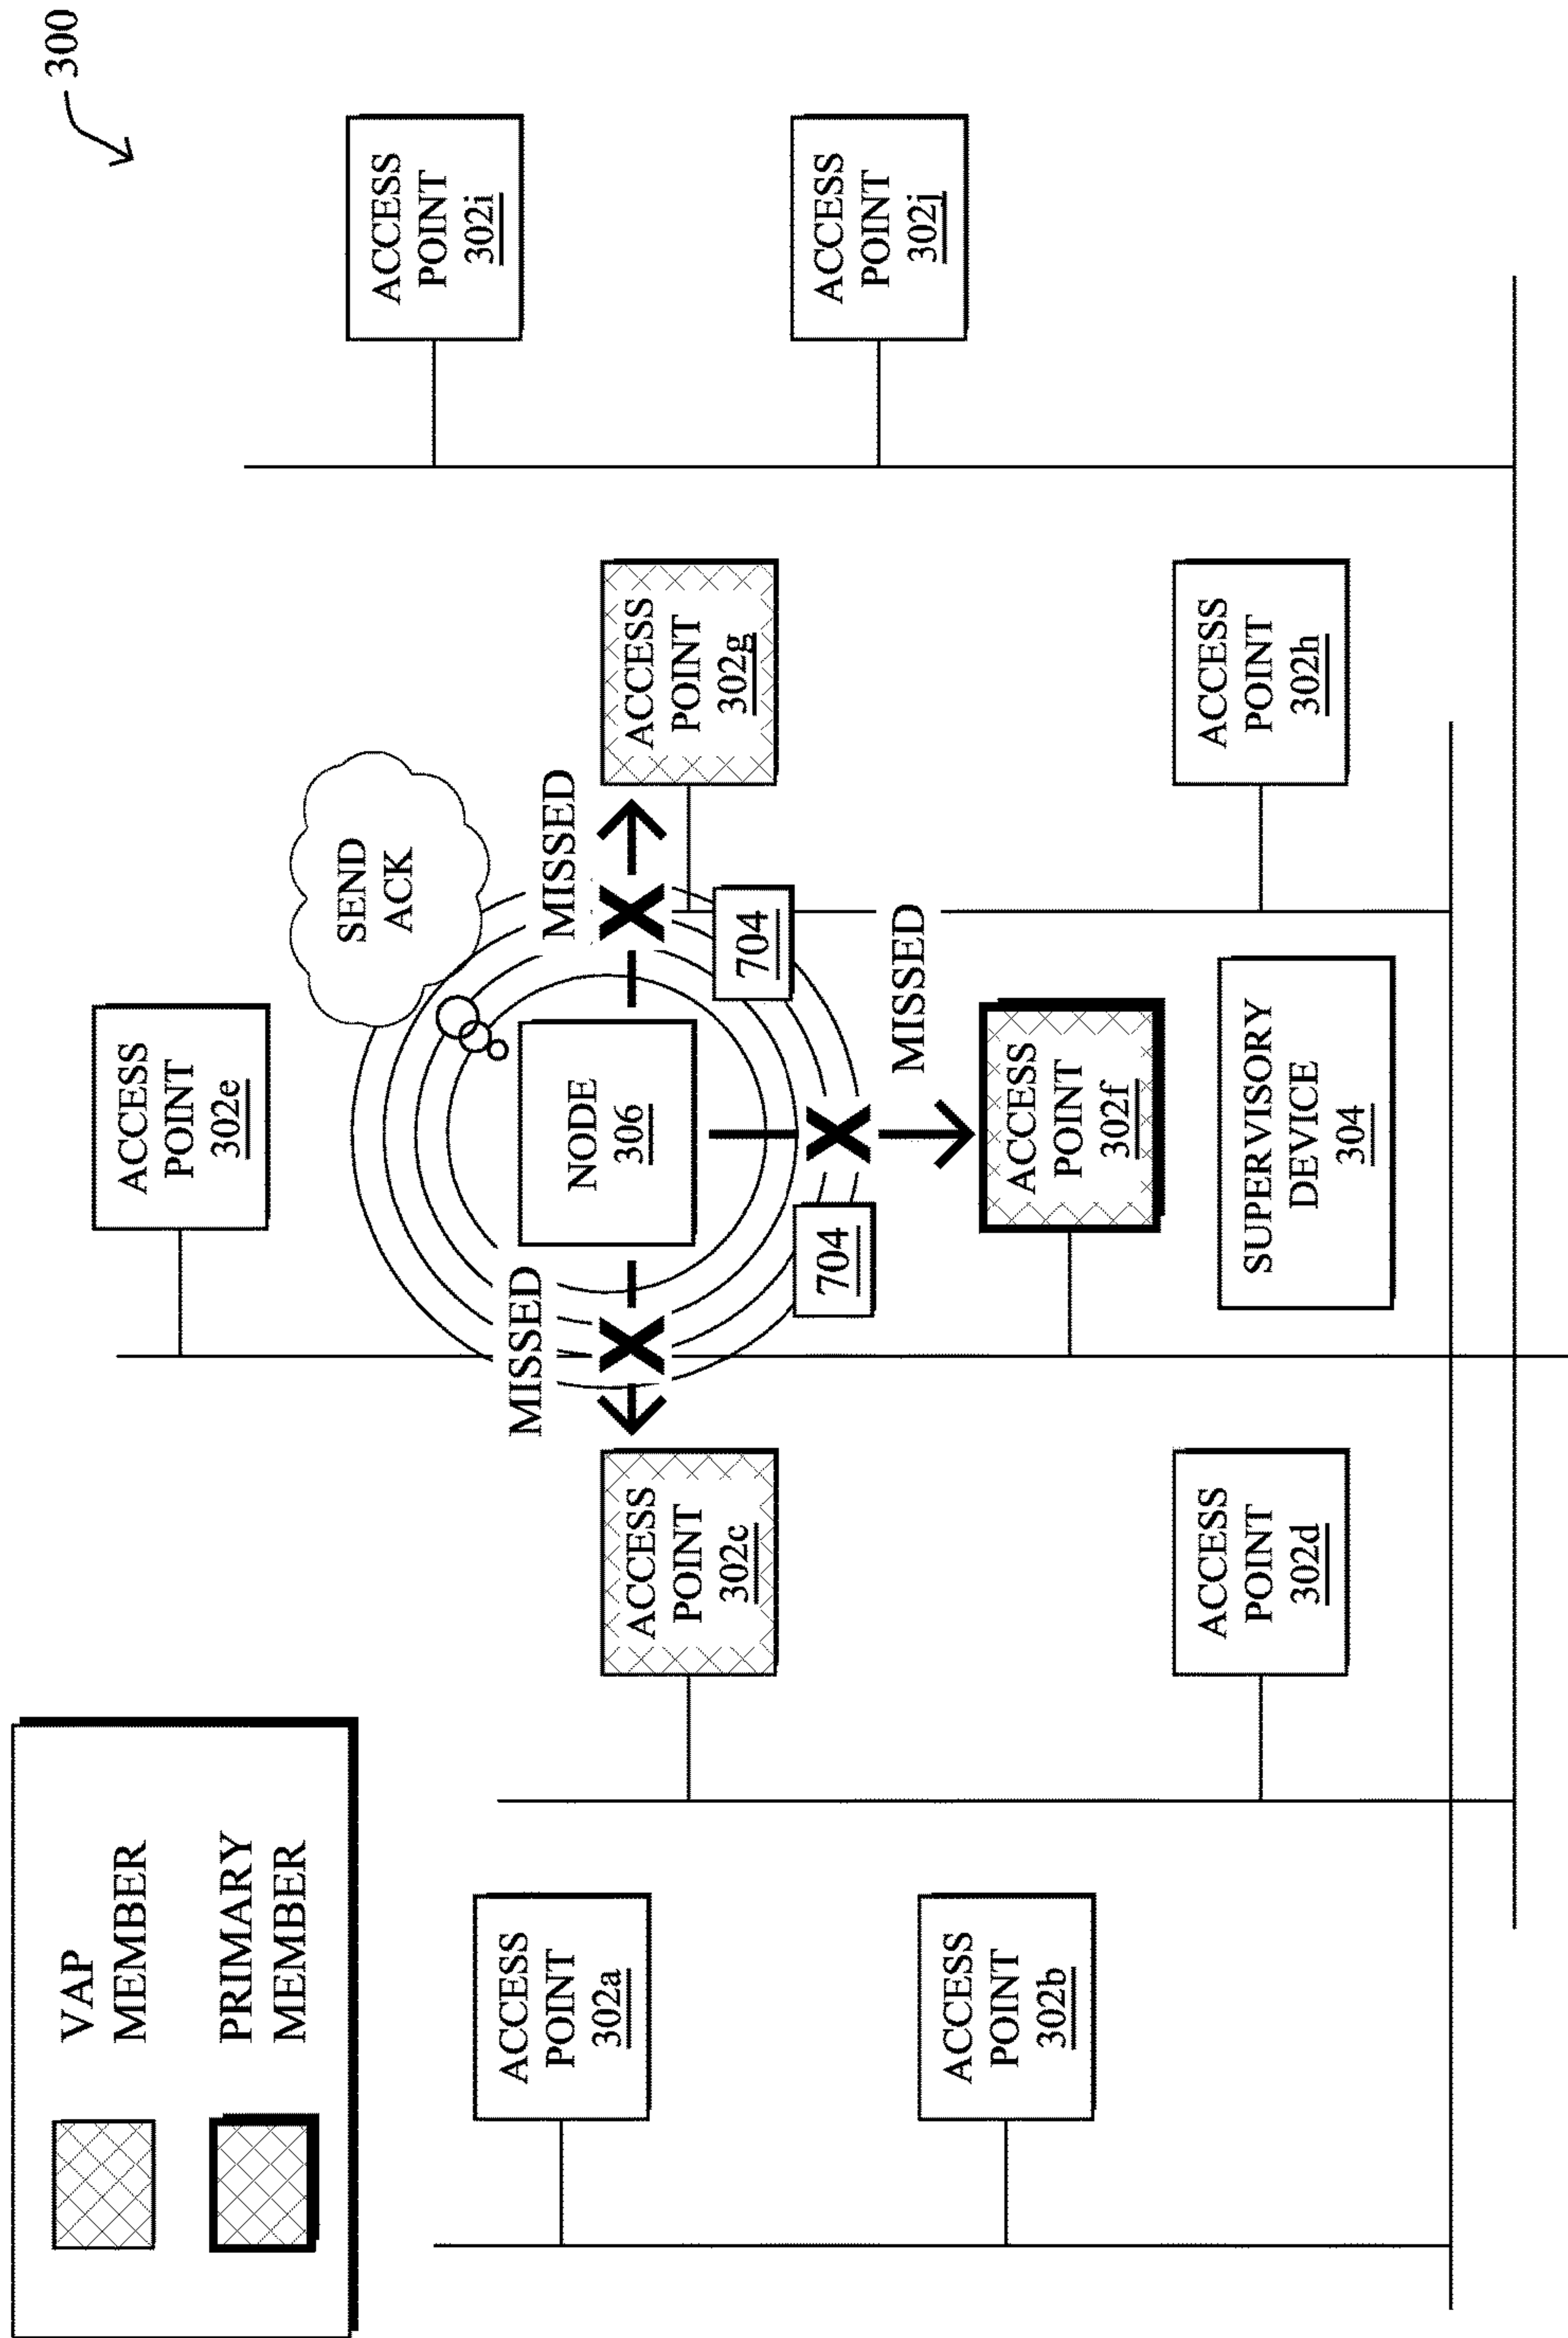 300
VAP
MEMBER
PRIMARY
MEMBER
ACCESS
POINT
302a
ACCESS
POINT
302b
ACCESS
POINT
302c
ACCESS
POINT
302d
ACCESS
POINT
302e
SEND
ACK
NODE
306
MISSED
MISSED
MISSED
704
704
ACCESS
POINT
302f
SUPERVISORY
DEVICE
304
ACCESS
POINT
302g
ACCESS
POINT
302h
ACCESS
POINT
302i
ACCESS
POINT
302j